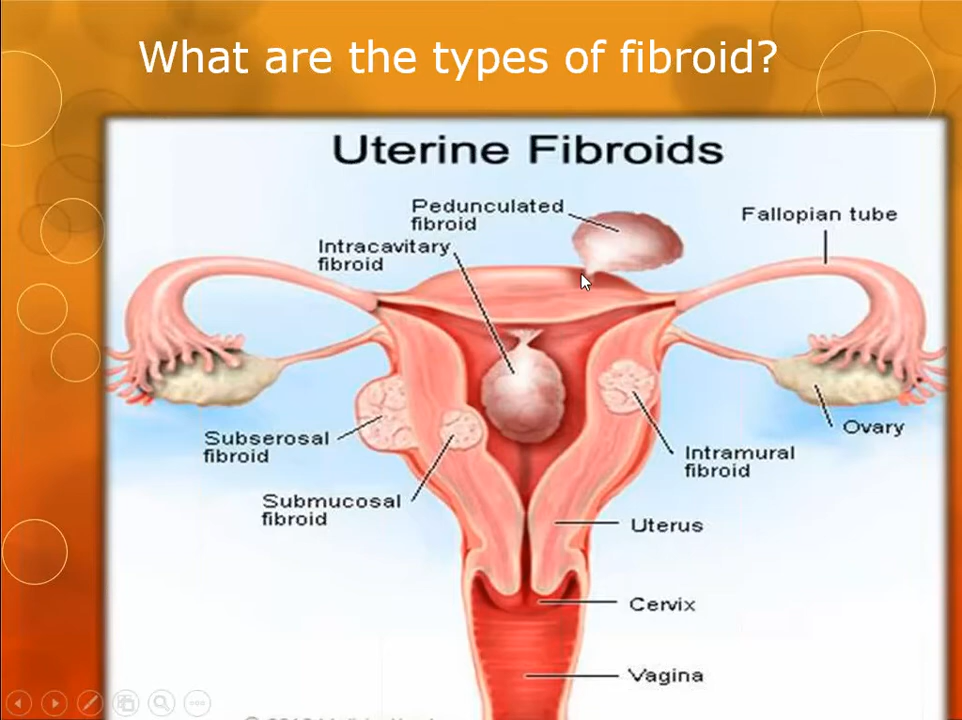 What are the types of fibroid?
Uterine Fibroids
Pedunculated
fibroid
Fallopian tube
Intracavitary
fibroid
Subserosal
fibroid
Ovary
Intramural
fibroid
Submucosal
fibroid
Uterus
Cervix
Vagina